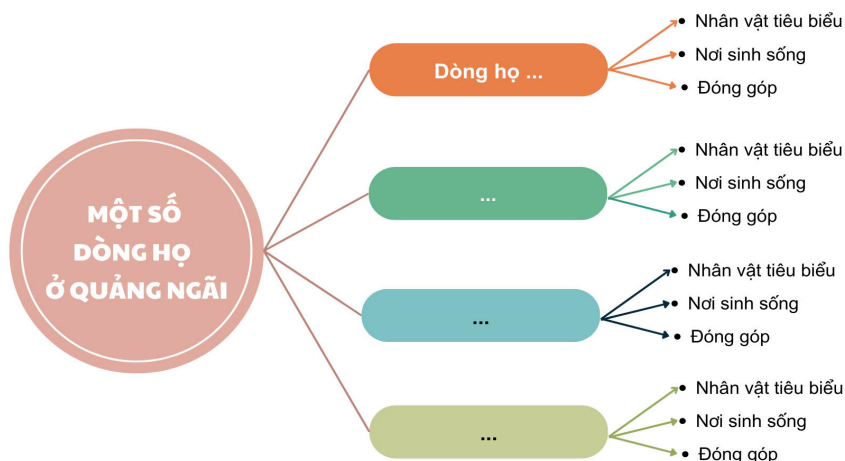 MỘT SỐ
DÒNG HỌ
Ở QUẢNG NGÃI
Dòng họ ...
• Nhân vật tiêu biểu
• Nơi sinh sống
• Đóng góp
...
• Nhân vật tiêu biểu
• Nơi sinh sống
• Đóng góp
...
• Nhân vật tiêu biểu
• Nơi sinh sống
• Đóng góp
...
• Nhân vật tiêu biểu
• Nơi sinh sống
• Đóng góp